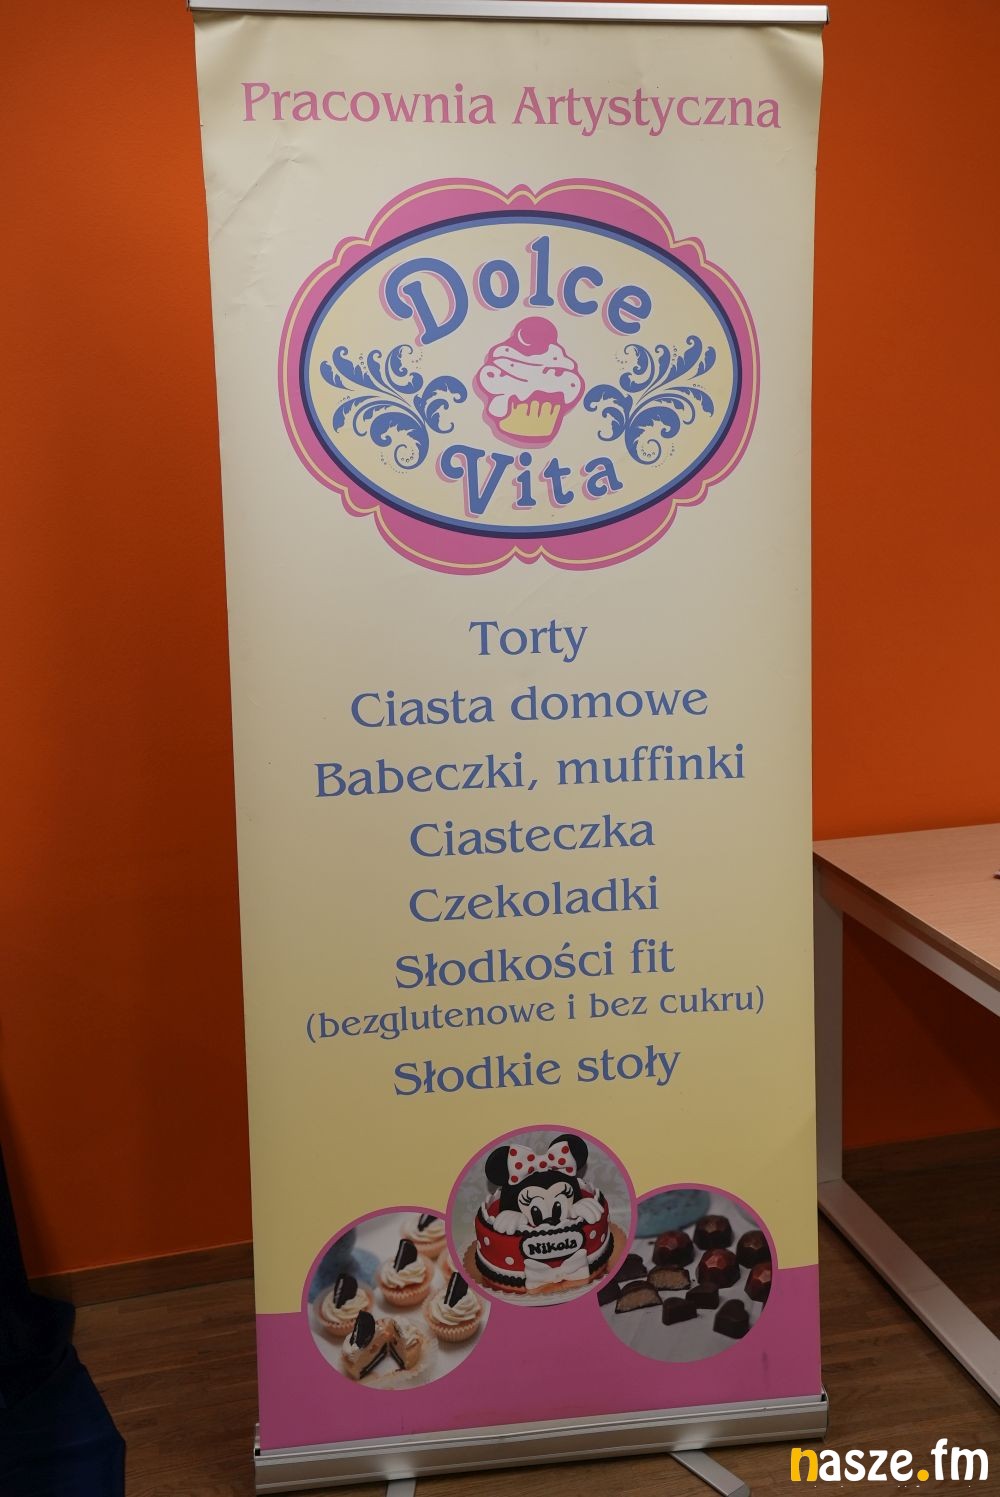 Pracownia Artystyczna
Dolce
Vita
Torty
Ciasta domowe
Babeczki, muffinki
Ciasteczka
Czekoladki
Słodkości fit
(bezglutenowe i bez cukru)
Słodkie stoły
Nikola
nasze.fm